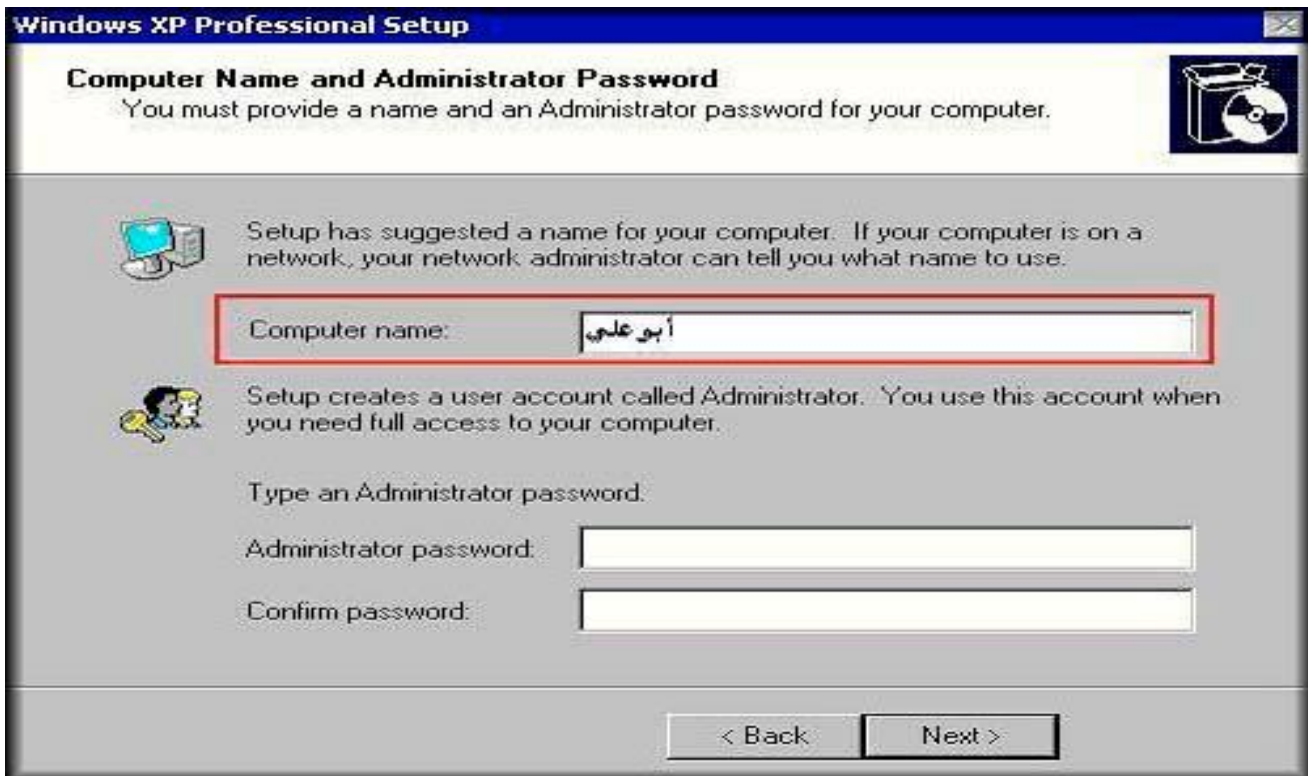 Windows XP Professional Setup
Computer Name and Administrator Password
You must provide a name and an Administrator password for your computer.
Setup has suggested a name for your computer. If your computer is on a
network, your network administrator can tell you what name to use.
Computer name: أبو علي
Setup creates a user account called Administrator. You use this account when
you need full access to your computer.
Type an Administrator password.
Administrator password:
Confirm password:
< Back Next >